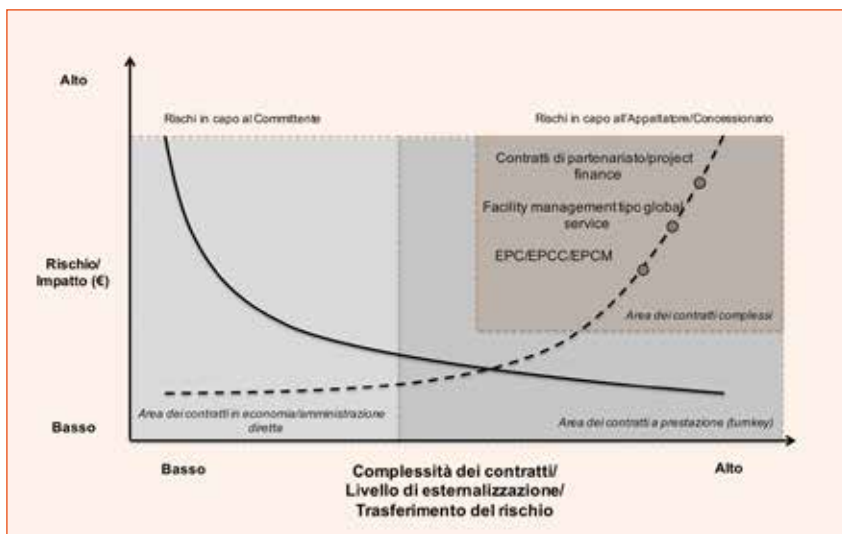 Alto
Rischi in capo al Committente
Rischi in capo all'Appaltatore/Concessionario
Contratti di partenariato/project
finance
Facility management tipo global
service
EPC/EPCC/EPCM
Rischio/
Impatto (€)
Area dei contratti complessi
Area dei contratti in economia/amministrazione
diretta
Area dei contratti a prestazione (turnkey)
Basso
Basso
Complessità dei contratti/
Livello di esternalizzazione/
Trasferimento del rischio
Alto